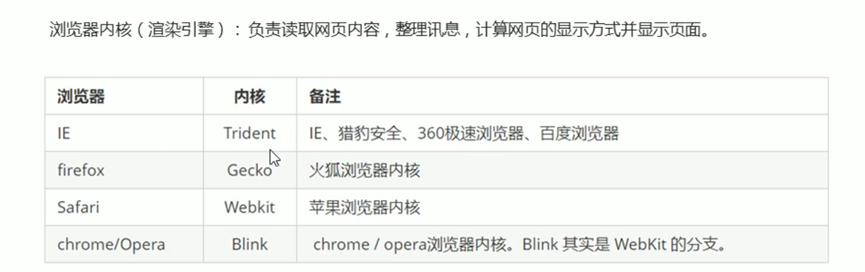 浏览器内核（渲染引擎）：负责读取网页内容，整理讯息，计算网页的显示方式并显示页面。
浏览器 内核 备注
IE Trident IE、猎豹安全、360极速浏览器、百度浏览器
firefox Gecko 火狐浏览器内核
Safari Webkit 苹果浏览器内核
chrome/Opera Blink chrome / opera浏览器内核。Blink 其实是 WebKit 的分支。